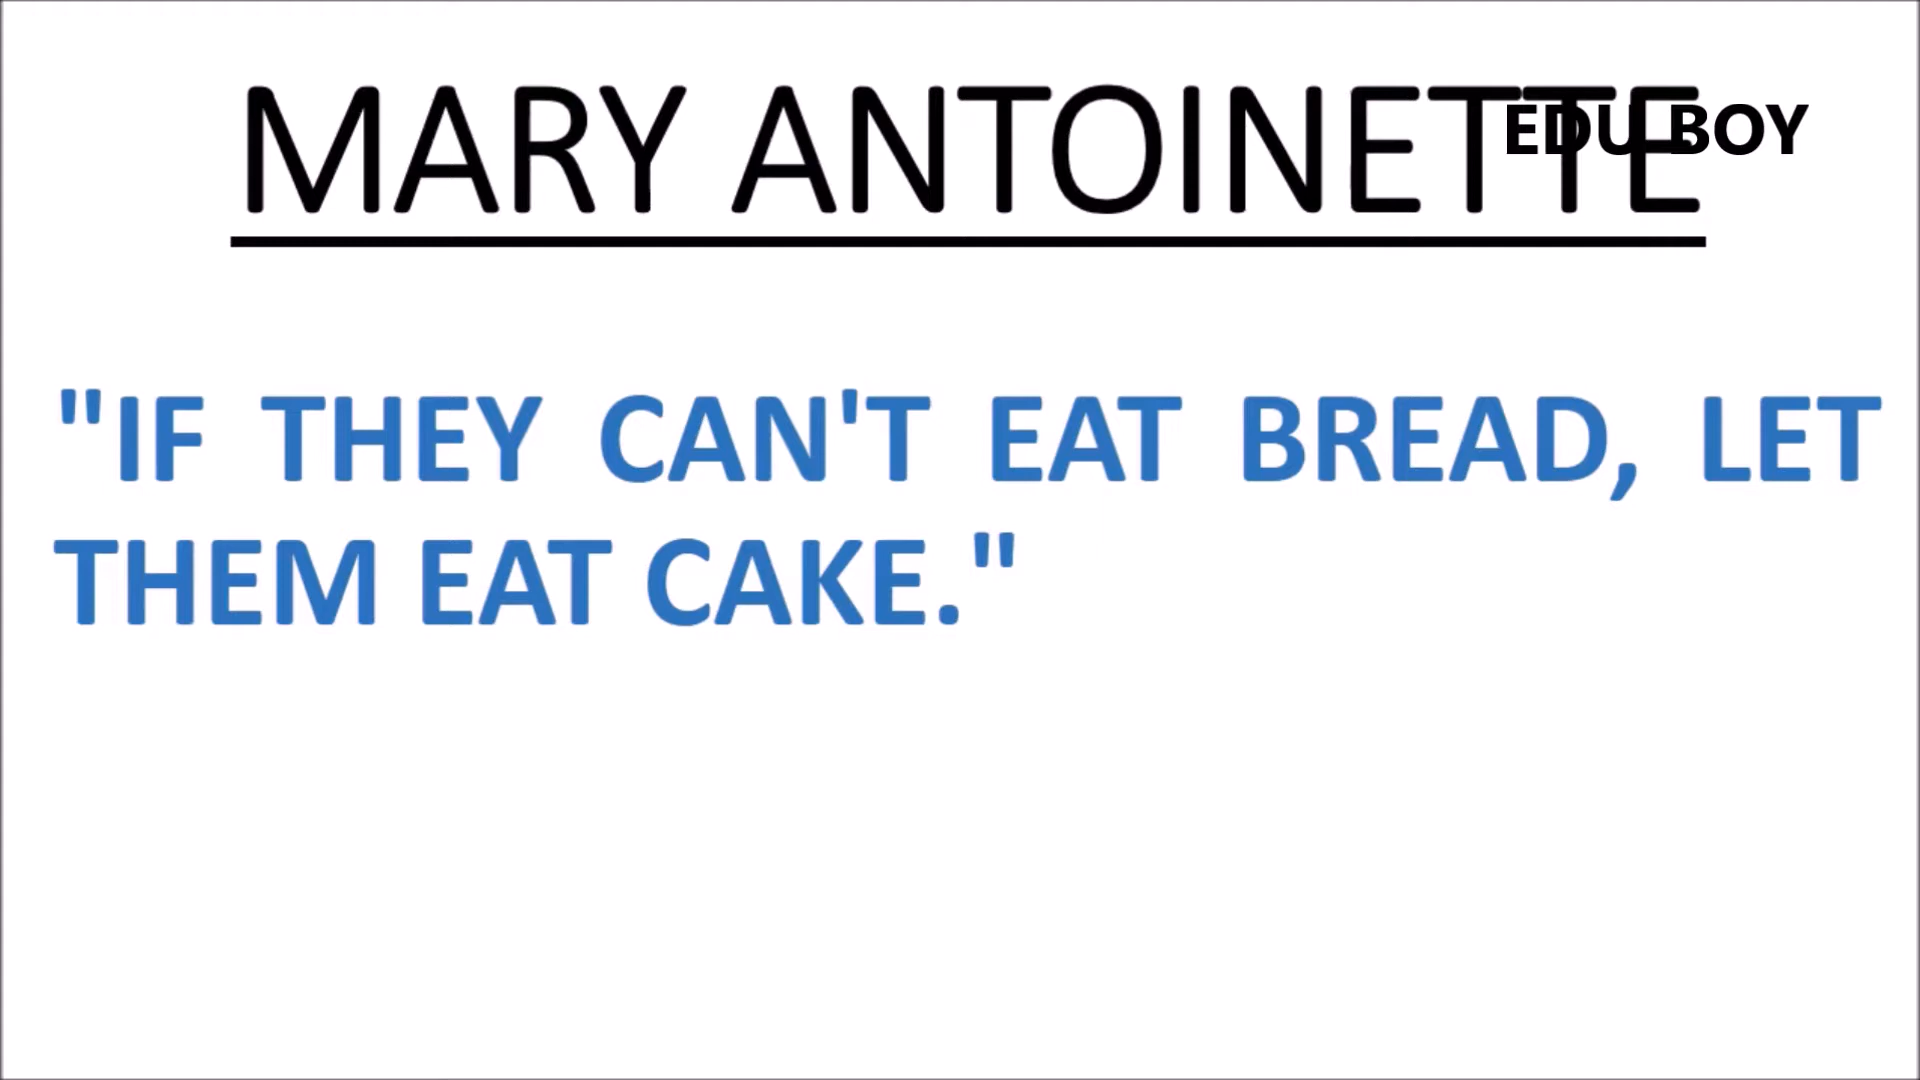 MARY ANTOINETTE
EDU BOY
"IF THEY CAN'T EAT BREAD, LET
THEM EAT CAKE."